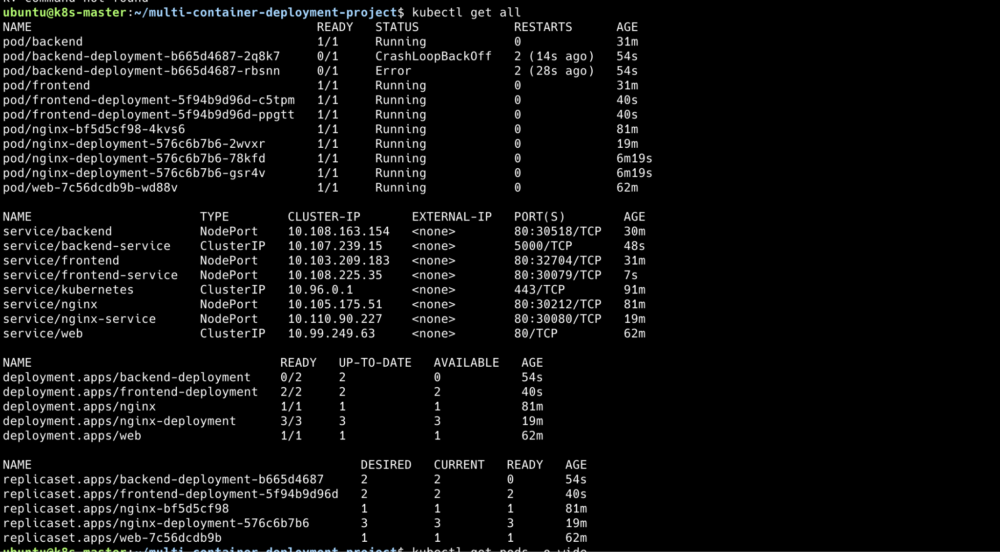 k: command not found
ubuntu@k8s-master:~/multi-container-deployment-project$ kubectl get all
NAME                                       READY   STATUS             RESTARTS      AGE
pod/backend                                1/1     Running            0             31m
pod/backend-deployment-b665d4687-2q8k7     0/1     CrashLoopBackOff   2 (14s ago)   54s
pod/backend-deployment-b665d4687-rbsnn     0/1     Error              2 (28s ago)   54s
pod/frontend                               1/1     Running            0             31m
pod/frontend-deployment-5f94b9d96d-c5tpm   1/1     Running            0             40s
pod/frontend-deployment-5f94b9d96d-ppgtt   1/1     Running            0             40s
pod/nginx-bf5d5cf98-4kvs6                  1/1     Running            0             81m
pod/nginx-deployment-576c6b7b6-2wvxr       1/1     Running            0             19m
pod/nginx-deployment-576c6b7b6-78kfd       1/1     Running            0             6m19s
pod/nginx-deployment-576c6b7b6-gsr4v       1/1     Running            0             6m19s
pod/web-7c56dcdb9b-wd88v                   1/1     Running            0             62m

NAME                       TYPE        CLUSTER-IP       EXTERNAL-IP   PORT(S)        AGE
service/backend            NodePort    10.108.163.154   <none>        80:30518/TCP   30m
service/backend-service    ClusterIP   10.107.239.15    <none>        5000/TCP       48s
service/frontend           NodePort    10.103.209.183   <none>        80:32704/TCP   31m
service/frontend-service   NodePort    10.108.225.35    <none>        80:30079/TCP   7s
service/kubernetes         ClusterIP   10.96.0.1        <none>        443/TCP        91m
service/nginx              NodePort    10.105.175.51    <none>        80:30212/TCP   81m
service/nginx-service      NodePort    10.110.90.227    <none>        80:30080/TCP   19m
service/web                ClusterIP   10.99.249.63     <none>        80/TCP         62m

NAME                                  READY   UP-TO-DATE   AVAILABLE   AGE
deployment.apps/backend-deployment    0/2     2            0           54s
deployment.apps/frontend-deployment   2/2     2            2           40s
deployment.apps/nginx                 1/1     1            1           81m
deployment.apps/nginx-deployment      3/3     3            3           19m
deployment.apps/web                   1/1     1            1           62m

NAME                                             DESIRED   CURRENT   READY   AGE
replicaset.apps/backend-deployment-b665d4687     2         2         0       54s
replicaset.apps/frontend-deployment-5f94b9d96d   2         2         2       40s
replicaset.apps/nginx-bf5d5cf98                  1         1         1       81m
replicaset.apps/nginx-deployment-576c6b7b6       3         3         3       19m
replicaset.apps/web-7c56dcdb9b                   1         1         1       62m
ubuntu@k8s-master:~/multi-container-deployment-project$ kubectl get pods -o wide